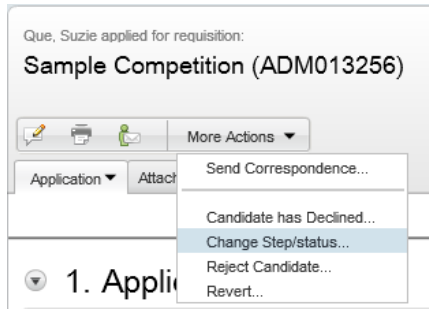 Que, Suzie applied for requisition:
Sample Competition (ADM013256)
More Actions ▼
Application ▼ Attach
Send Correspondence...
Candidate has Declined...
Change Step/status...
Reject Candidate...
Revert...
1. Applic